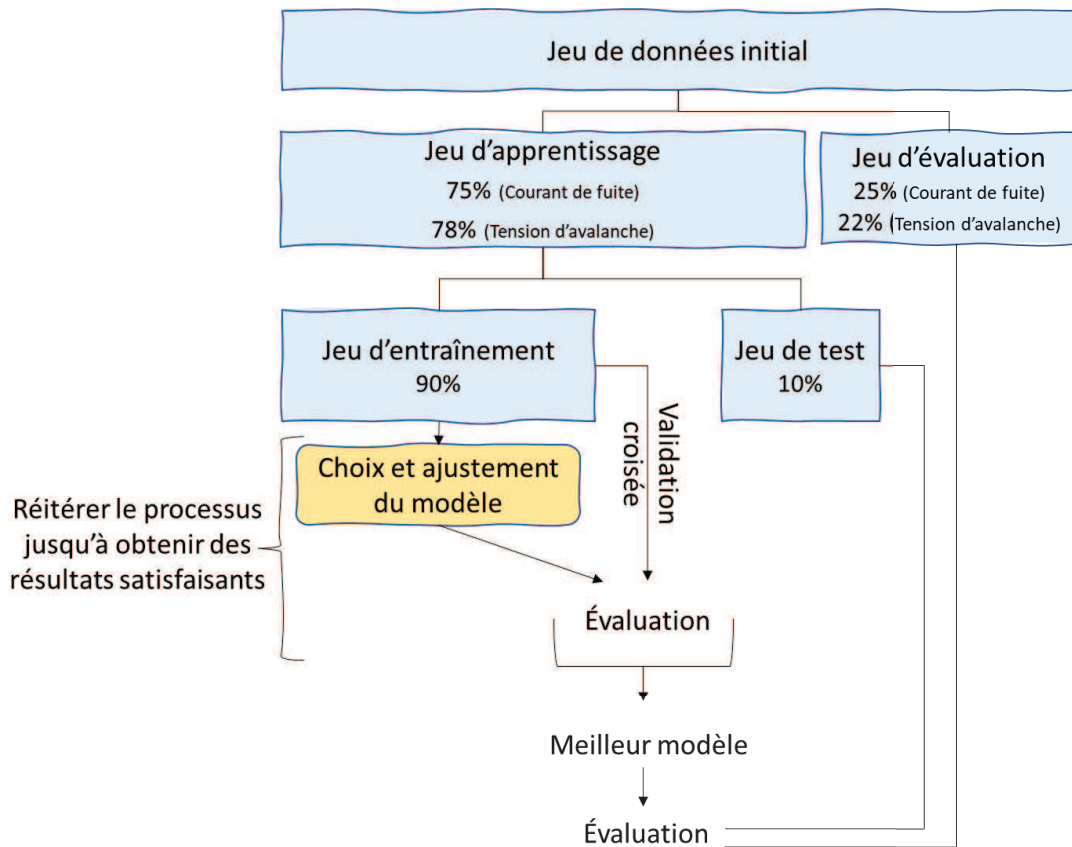 Jeu de données initial
Jeu d'apprentissage
75% (Courant de fuite)
78% (Tension d'avalanche)
Jeu d'évaluation
25% (Courant de fuite)
22% (Tension d'avalanche)
Jeu d'entraînement
90%
Jeu de test
10%
Validation
croisée
Choix et ajustement
du modèle
Réitérer le processus
jusqu'à obtenir des
résultats satisfaisants
Évaluation
Meilleur modèle
Évaluation